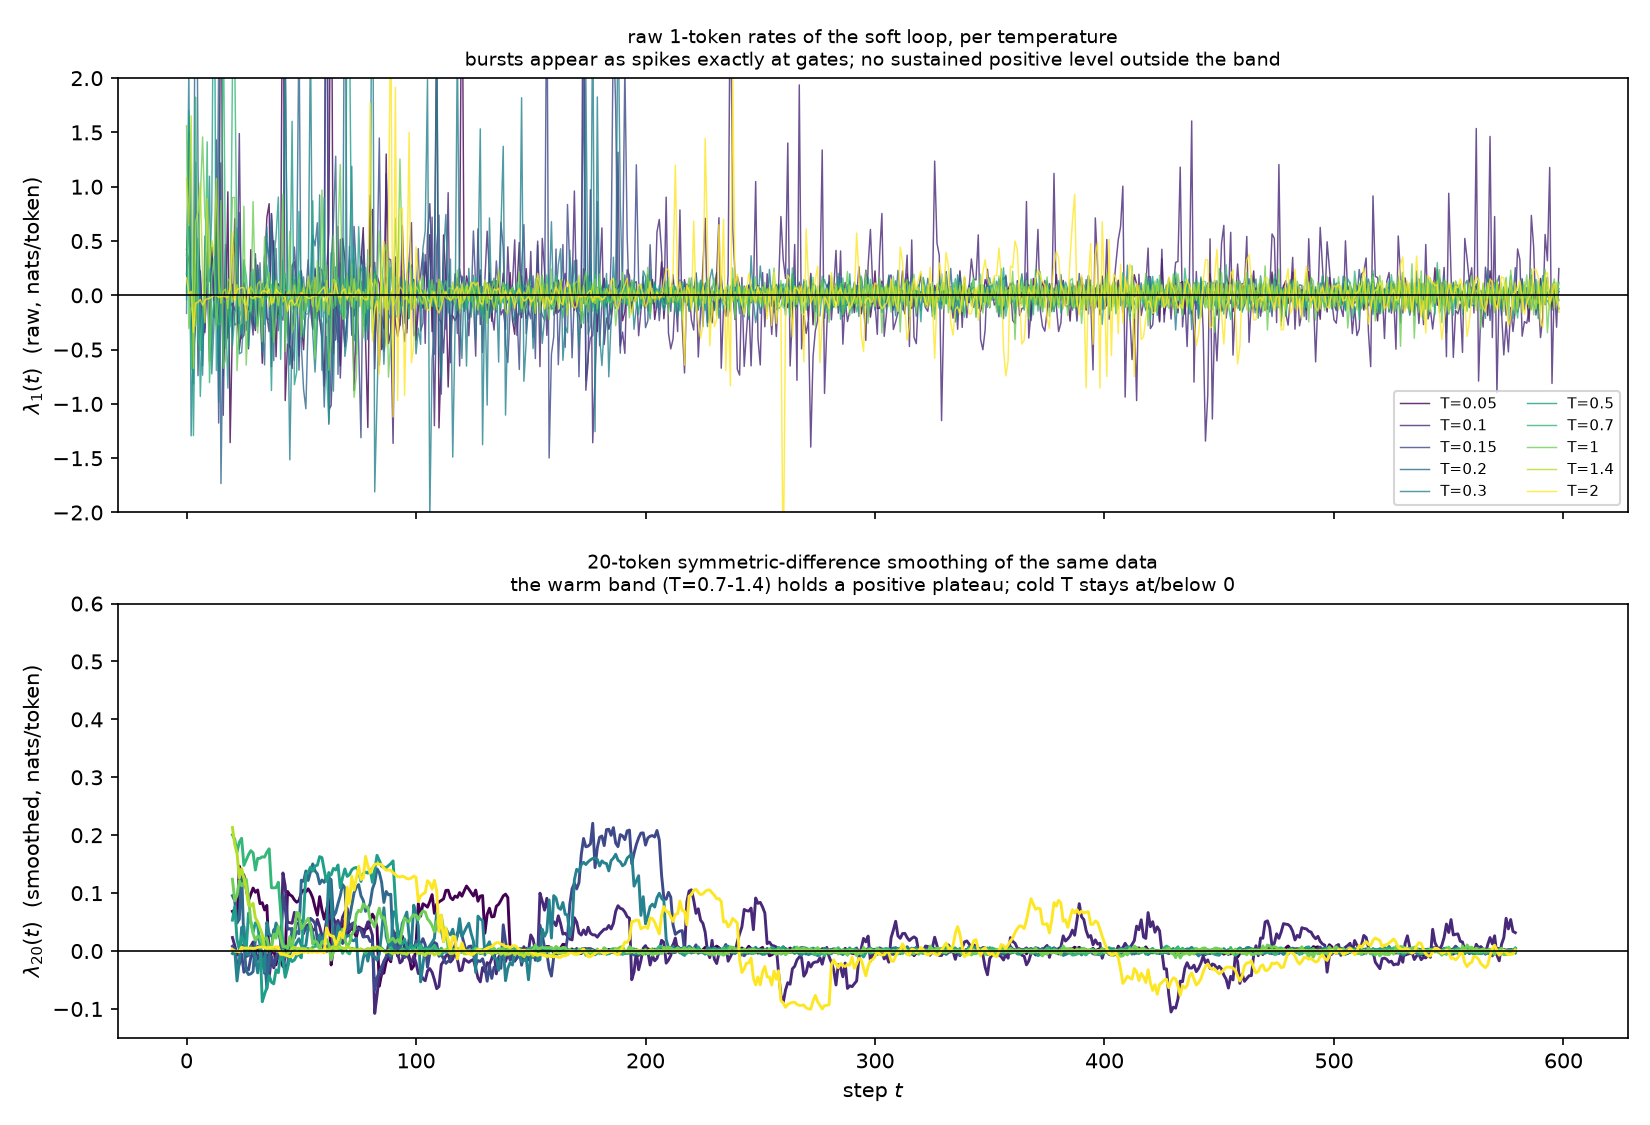 raw 1-token rates of the soft loop, per temperature
bursts appear as spikes exactly at gates; no sustained positive level outside the band
λ₁(t) (raw, nats/token)
2.0
1.5
1.0
0.5
0.0
−0.5
−1.0
−1.5
−2.0
T=0.05
T=0.1
T=0.15
T=0.2
T=0.3
T=0.5
T=0.7
T=1
T=1.4
T=2
20-token symmetric-difference smoothing of the same data
the warm band (T=0.7-1.4) holds a positive plateau; cold T stays at/below 0
λ₂₀(t) (smoothed, nats/token)
0.6
0.5
0.4
0.3
0.2
0.1
0.0
−0.1
0 100 200 300 400 500 600
step t